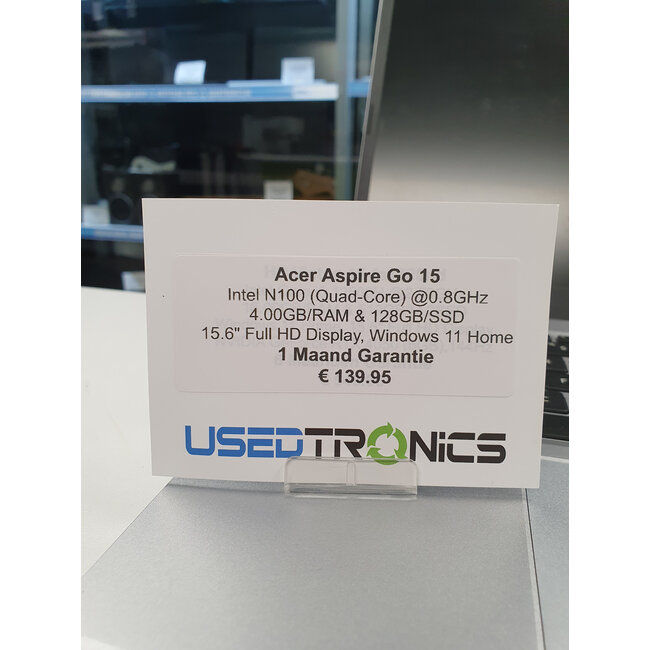 Acer Aspire Go 15
Intel N100 (Quad-Core) @0.8GHz
4.00GB/RAM & 128GB/SSD
15.6" Full HD Display, Windows 11 Home
1 Maand Garantie
€ 139.95
USEDTRONiCS